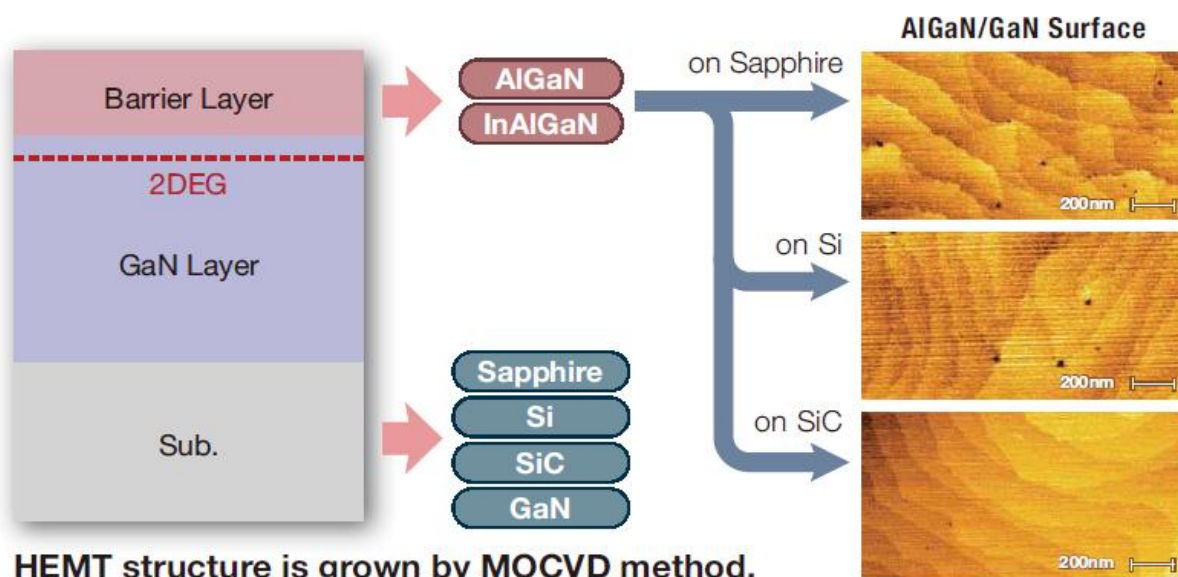 AlGaN/GaN Surface
Barrier Layer
2DEG
GaN Layer
Sub.
AlGaN
InAlGaN
Sapphire
Si
SiC
GaN
on Sapphire
on Si
on SiC
200nm
200nm
200nm
HEMT structure is grown by MOCVD method.